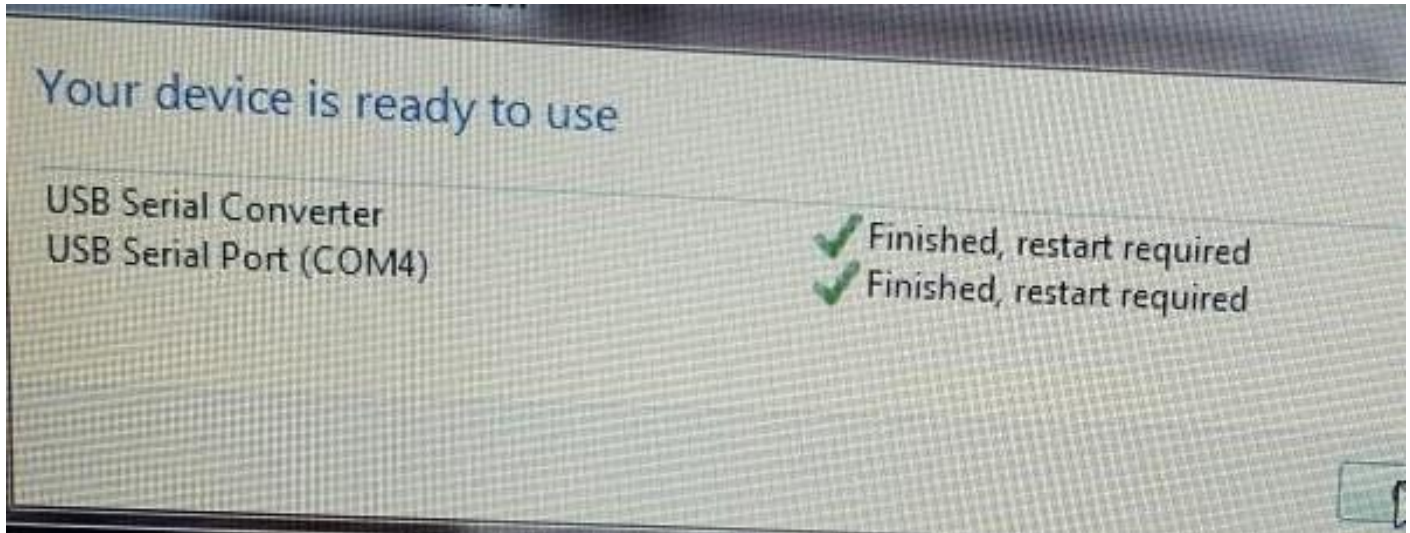 Your device is ready to use
USB Serial Converter
Finished, restart required
USB Serial Port (COM4)
Finished, restart required